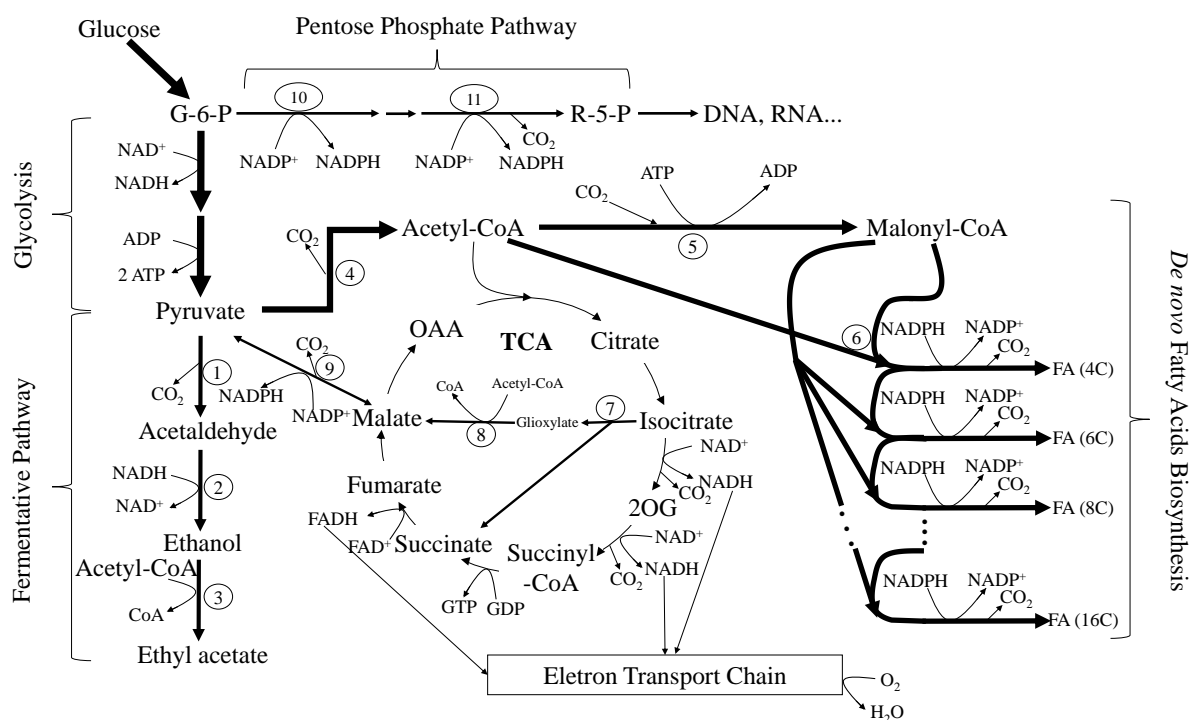 Glucose
Pentose Phosphate Pathway
10
11
G-6-P
R-5-P
DNA, RNA...
CO2
NADP+
NADPH
NADP+
NADPH
Glycolysis
NAD+
NADH
ADP
2 ATP
Pyruvate
CO2
4
Acetyl-CoA
CO2
ATP
ADP
5
Malonyl-CoA
De novo Fatty Acids Biosynthesis
OAA
TCA
Citrate
6
NADPH
NADP+
CO2
FA (4C)
NADPH
NADP+
CO2
FA (6C)
NADPH
NADP+
CO2
FA (8C)
NADPH
NADP+
CO2
FA (16C)
Fermentative Pathway
1
CO2
CO2
9
NADPH
NADP+
Malate
CoA
Acetyl-CoA
8
Glioxylate
7
Isocitrate
Acetaldehyde
NADH
NAD+
2
Ethanol
Acetyl-CoA
CoA
3
Ethyl acetate
NAD+
NADH
CO2
2OG
Fumarate
FADH
FAD+
Succinate
Succinyl
-CoA
NAD+
NADH
CO2
GTP
GDP
Eletron Transport Chain
O2
H2O